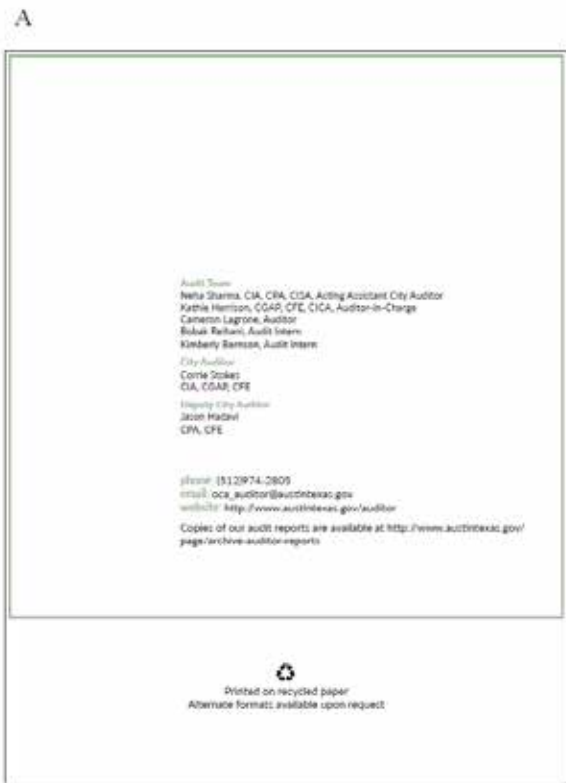 A
Audit Team
Neha Sharma, CIA, CPA, CISA, Acting Assistant City Auditor
Kathie Harrison, CGAP, CFE, CICA, Auditor-in-Charge
Cameron Lagrone, Auditor
Bobak Reihani, Audit Intern
Kimberly Bernson, Audit Intern
City Auditor
Corrie Stokes
CIA, CGAP, CFE
Deputy City Auditor
Jason Hadavi
CPA, CFE
phone: (512)974-2805
email: oca_auditor@austintexas.gov
website: http://www.austintexas.gov/auditor
Copies of our audit reports are available at http://www.austintexas.gov/
page/archive-auditor-reports
Printed on recycled paper
Alternate formats available upon request